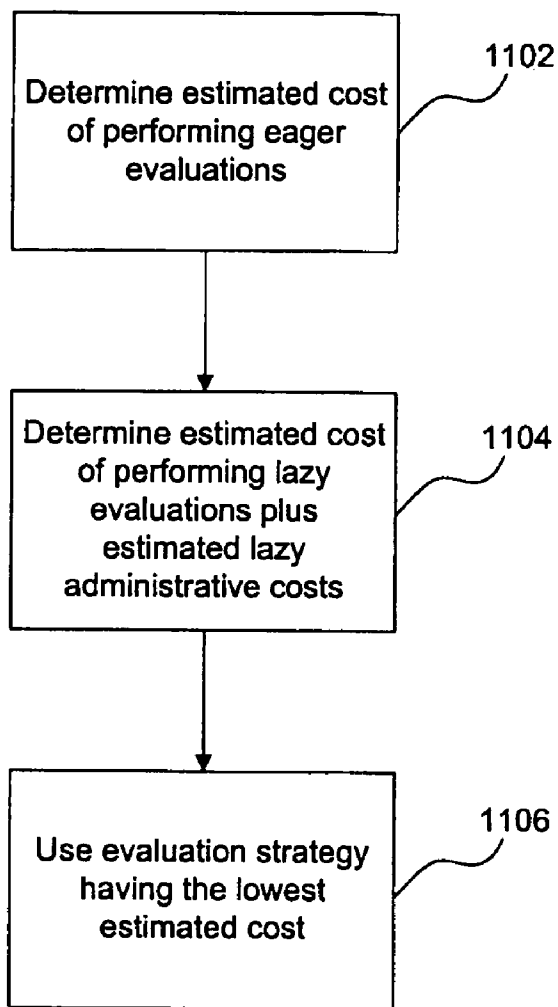 1102
Determine estimated cost
of performing eager
evaluations
1104
Determine estimated cost
of performing lazy
evaluations plus
estimated lazy
administrative costs
1106
Use evaluation strategy
having the lowest
estimated cost